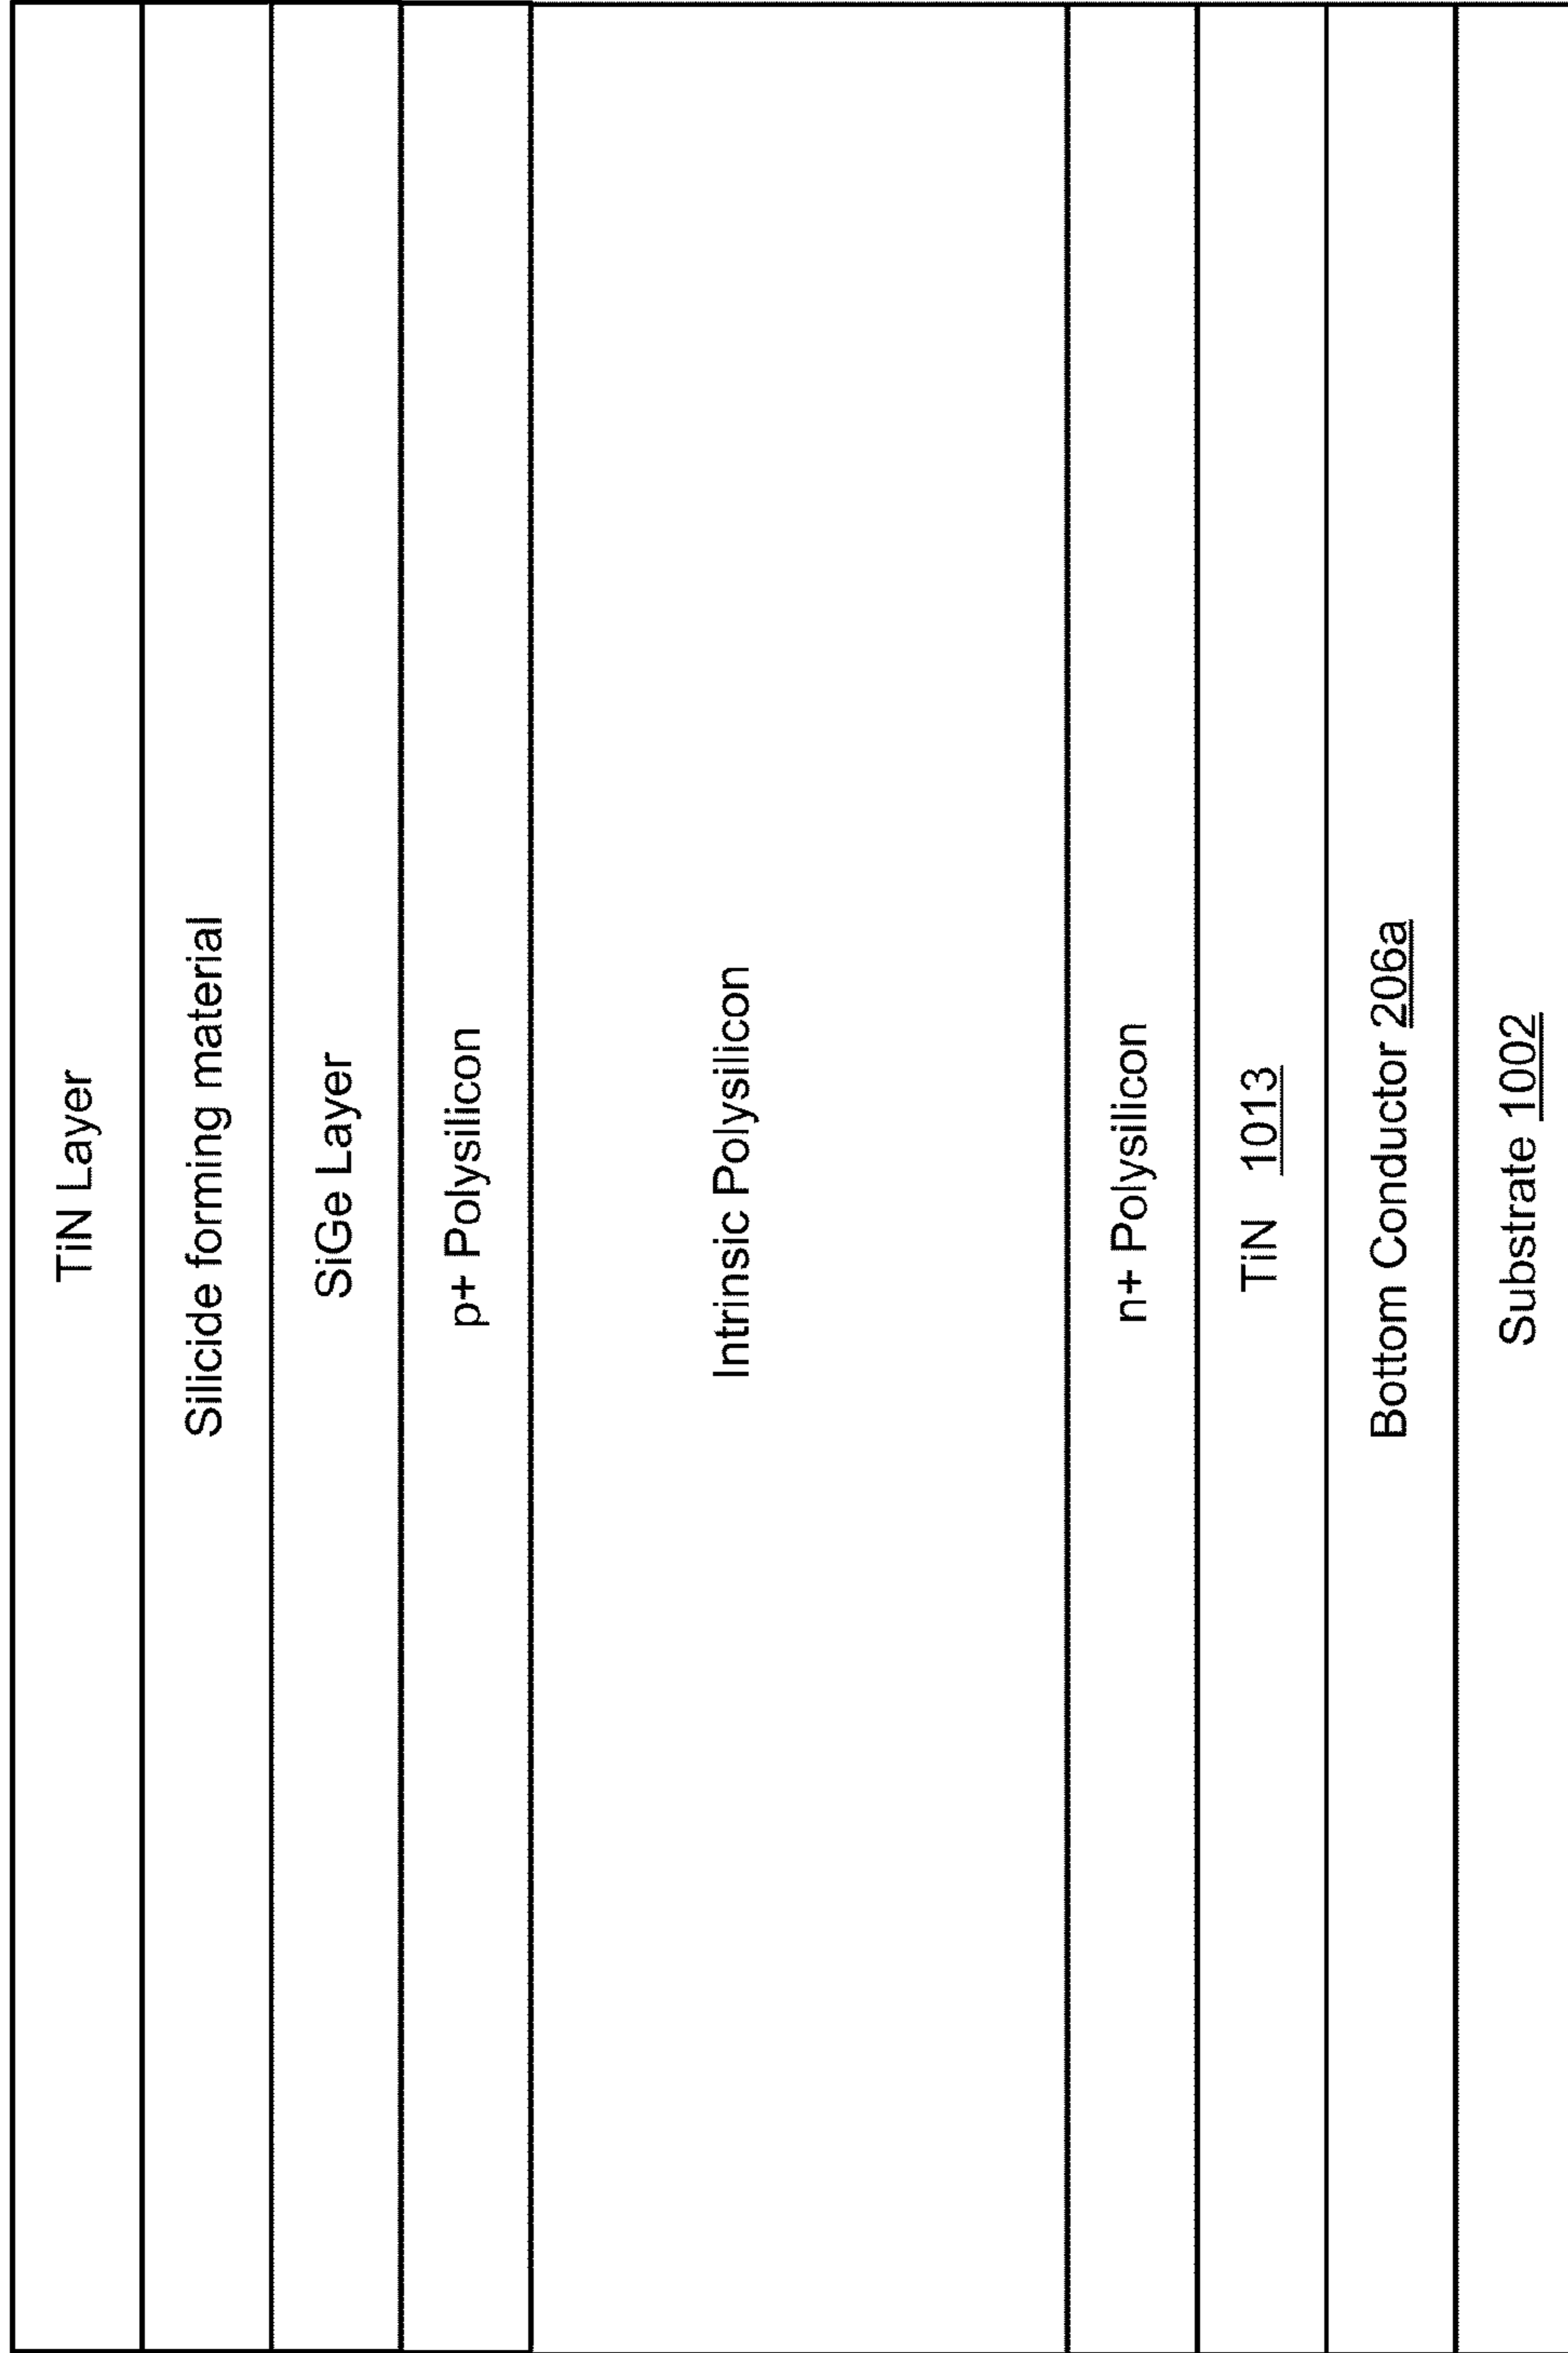 TiN Layer
Silicide forming material
SiGe Layer
p+ Polysilicon
Intrinsic Polysilicon
n+ Polysilicon
TiN 1013
Bottom Conductor 206a
Substrate 1002